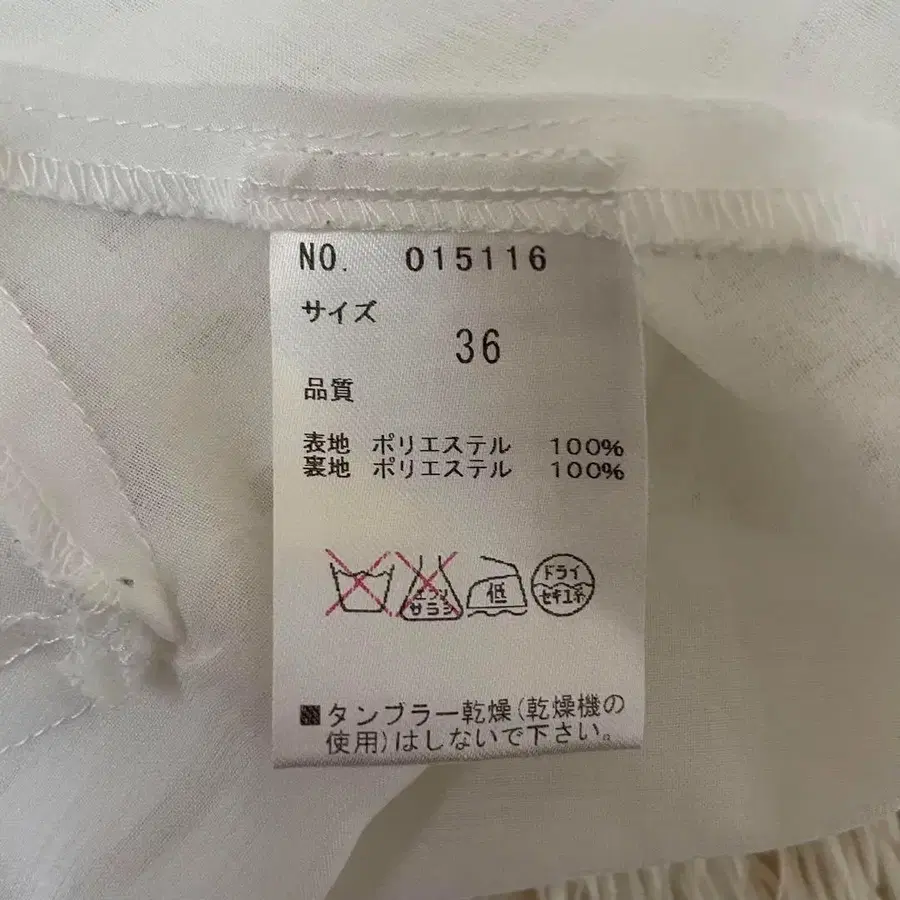 NO. 015116
サイズ
36
品質
表地 ポリエステル 100%
裏地 ポリエステル 100%
エンソ
サラシ
低
ドライ
セキユ系
■タンブラー乾燥(乾燥機の
使用)はしないで下さい。